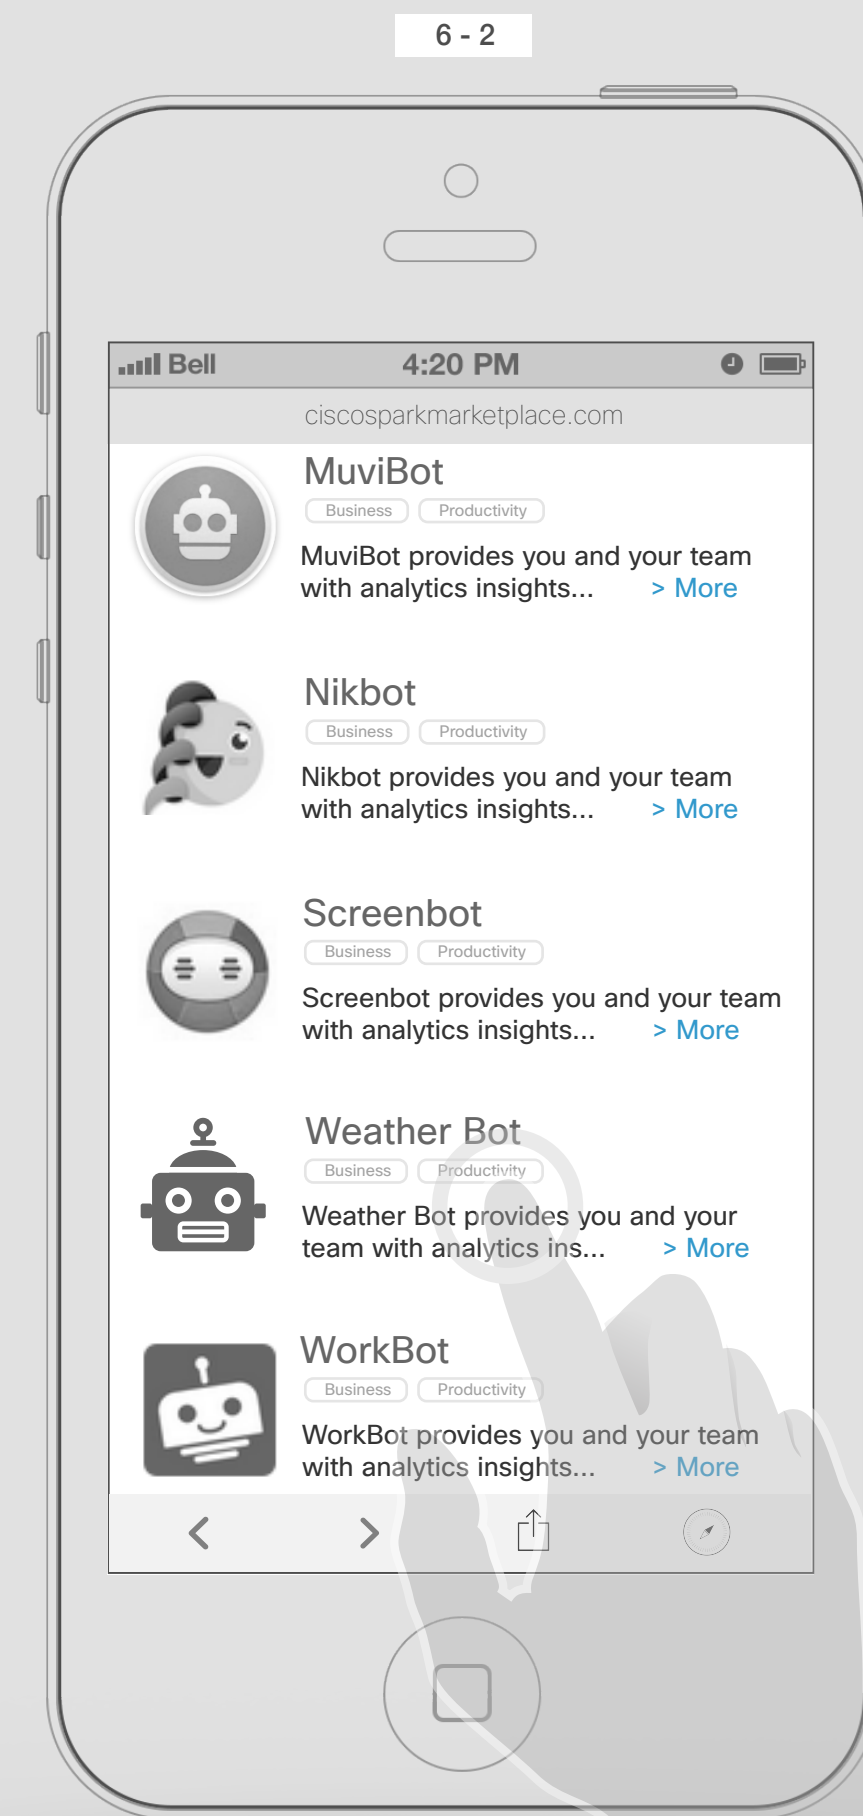 6 - 2
Bell 4:20 PM
ciscosparkmarketplace.com
MuviBot
Business Productivity
MuviBot provides you and your team
with analytics insights... > More
Nikbot
Business Productivity
Nikbot provides you and your team
with analytics insights... > More
Screenbot
Business Productivity
Screenbot provides you and your team
with analytics insights... > More
Weather Bot
Business Productivity
Weather Bot provides you and your
team with analytics ins... > More
WorkBot
Business Productivity
WorkBot provides you and your team
with analytics insights... > More